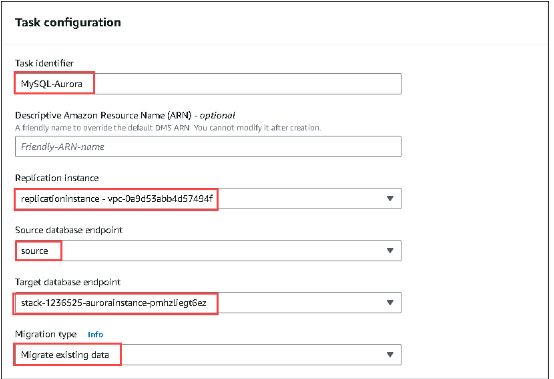 Task configuration
Task identifier
MySQL-Aurora
Descriptive Amazon Resource Name (ARN) - optional
A friendly name to override the default DMS ARN. You cannot modify it after creation.
Friendly-ARN-name
Replication instance
replicationinstance - vpc-0a9d53abb4d57494f
Source database endpoint
source
Target database endpoint
stack-1236525-aurorainstance-pmhzliegt6ez
Migration type Info
Migrate existing data